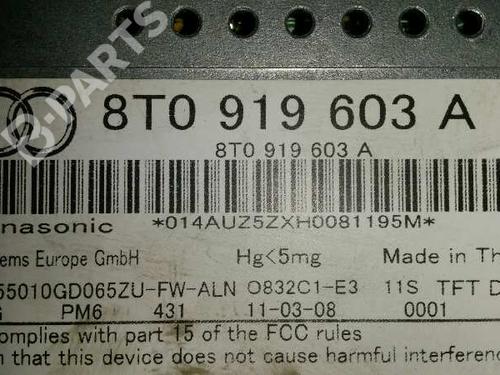 B-PARTS
8T0 919 603 A
8T0 919 603 A
nasonic *014AUZ5ZXH0081195M*
ems Europe GmbH Hg<5mg Made in Th
55010GD065ZU-FW-ALN 0832C1-E3 11S TFT D
G PM6 431 11-03-08 0001
complies with part 15 of the FCC rules
n that this device does not cause harmful interferenc